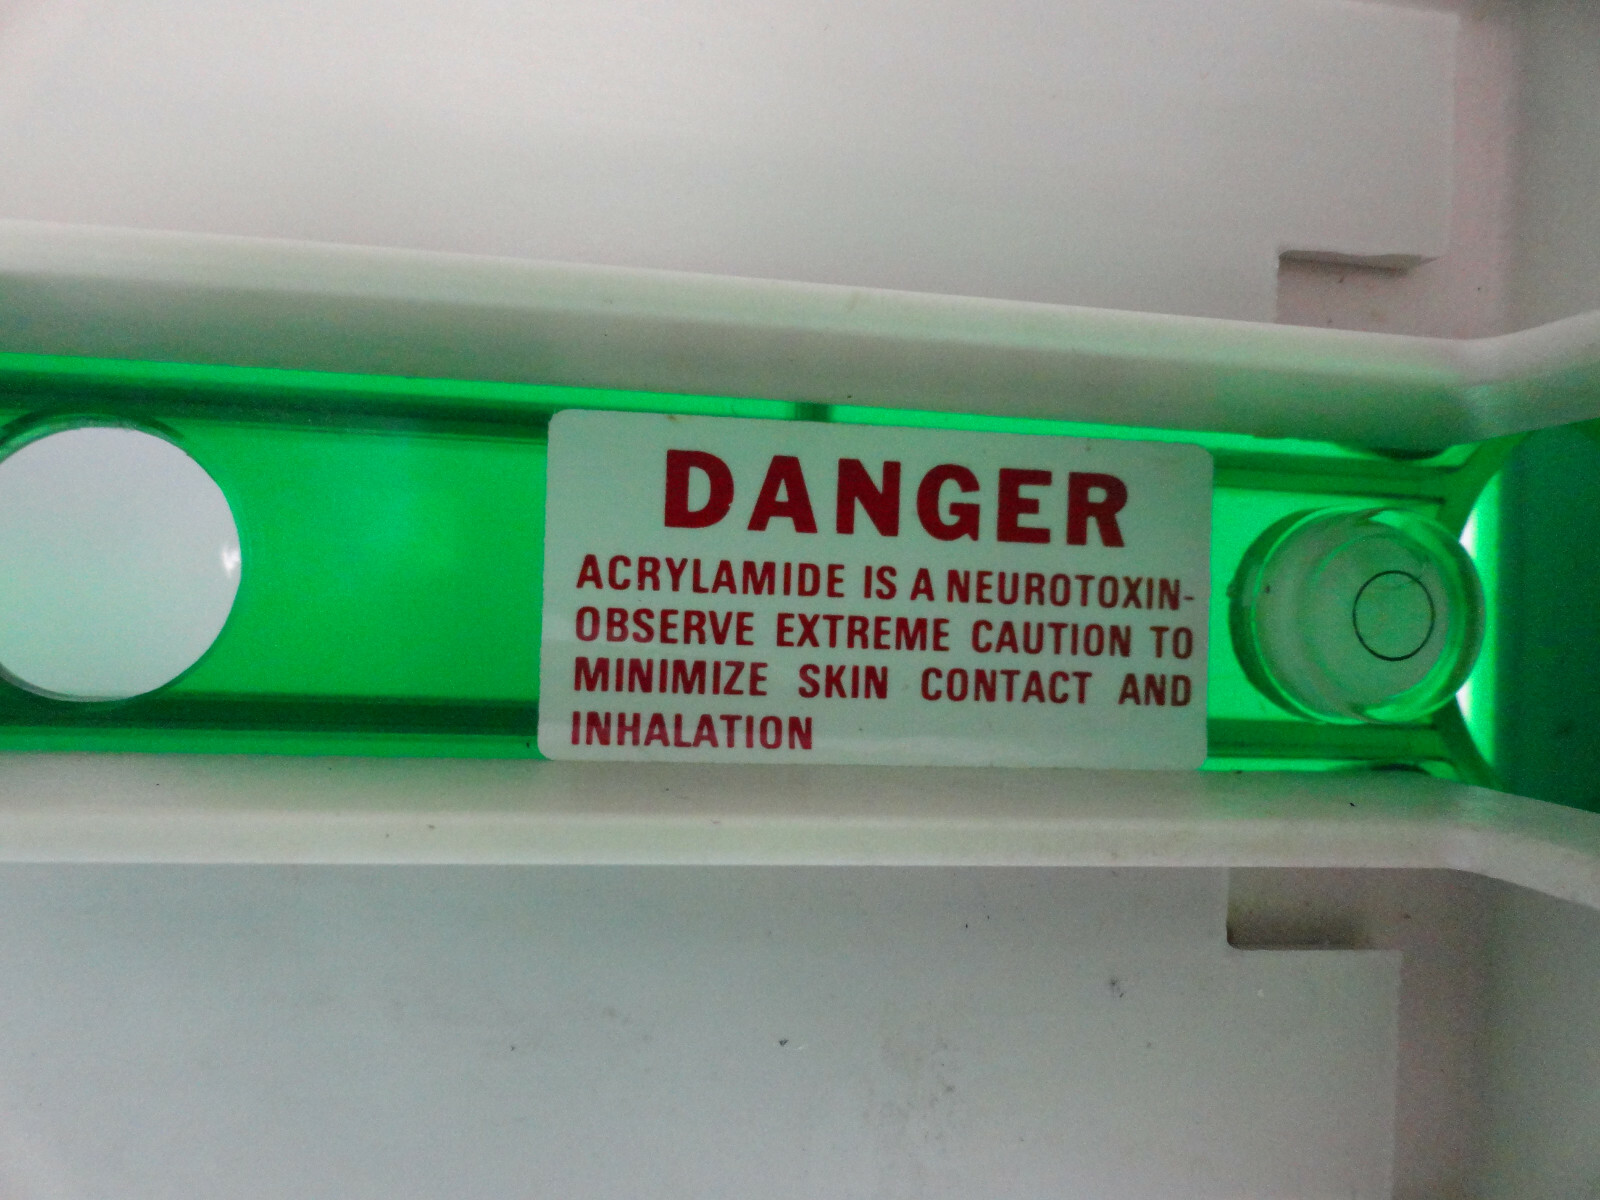 DANGER
ACRYLAMIDE IS A NEUROTOXIN-
OBSERVE EXTREME CAUTION TO
MINIMIZE SKIN CONTACT AND
INHALATION